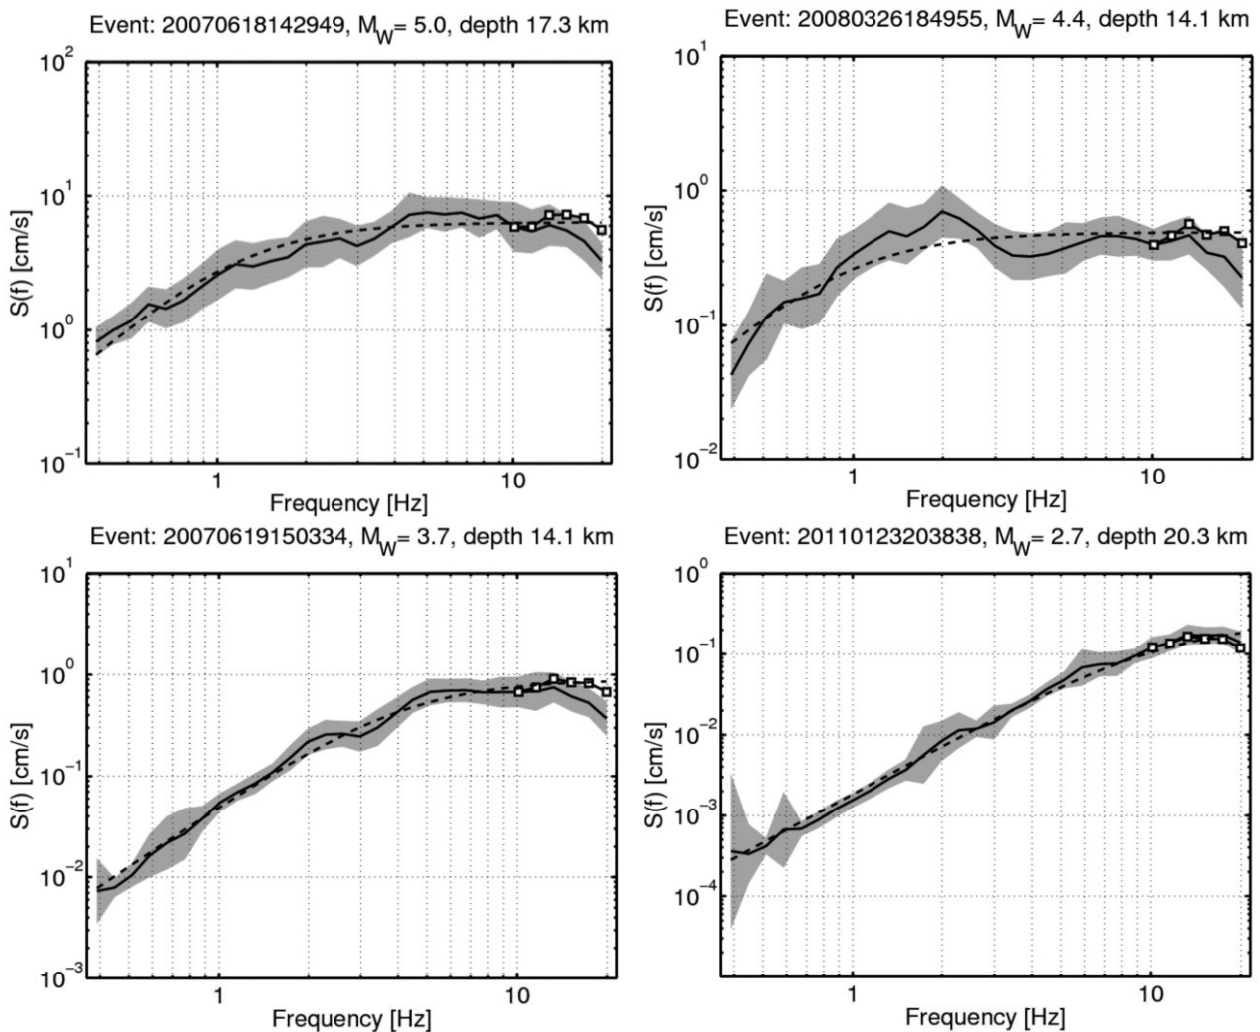 Event: 20070618142949, M_W= 5.0, depth 17.3 km
10^2
10^1
10^0
10^-1
S(f) [cm/s]
1
10
Frequency [Hz]
Event: 20080326184955, M_W= 4.4, depth 14.1 km
10^1
10^0
10^-1
10^-2
S(f) [cm/s]
1
10
Frequency [Hz]
Event: 20070619150334, M_W= 3.7, depth 14.1 km
10^1
10^0
10^-1
10^-2
10^-3
S(f) [cm/s]
1
10
Frequency [Hz]
Event: 20110123203838, M_W= 2.7, depth 20.3 km
10^0
10^-1
10^-2
10^-3
10^-4
S(f) [cm/s]
1
10
Frequency [Hz]